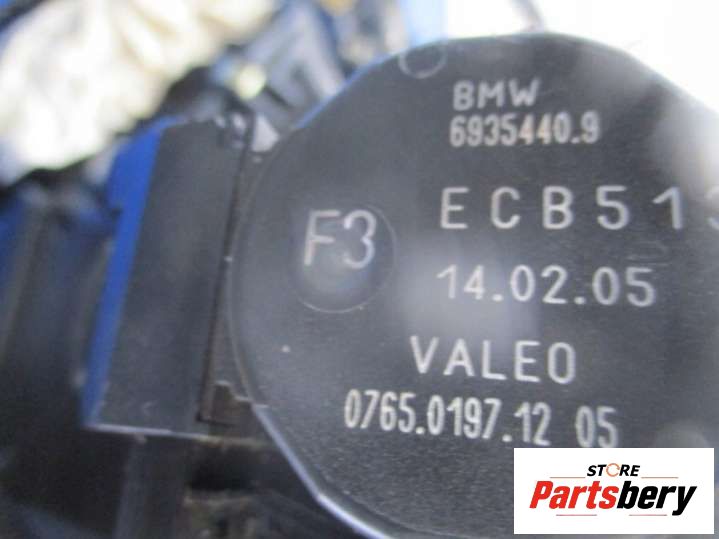 BMW
6935440.9
ECB51
F3
14.02.05
VALEO
0765.0197.12 05
STORE
Partsbery